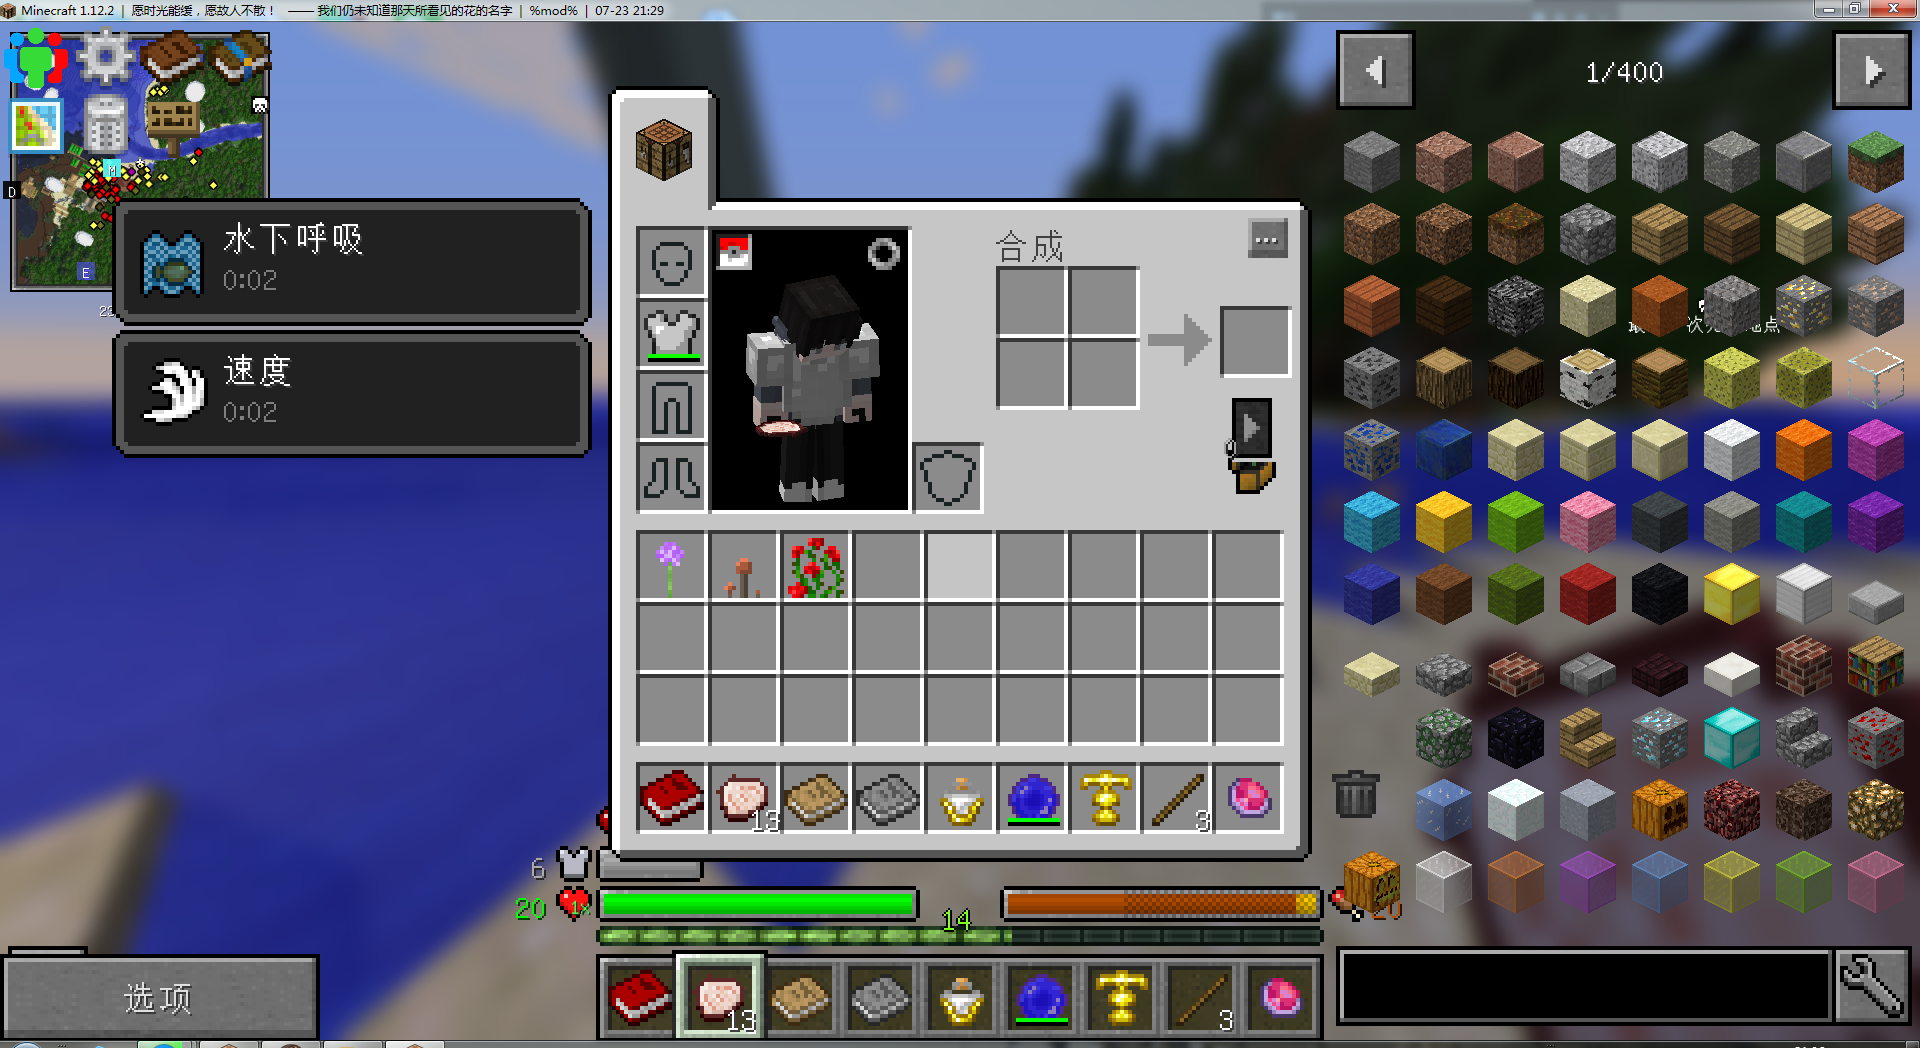 Minecraft 1.12.2 | 愿时光能缓，愿故人不散！ —— 我们仍未知道那天所看见的花的名字 | %mod% | 07-23 21:29
1/400
M
D
E
水下呼吸
0:02
速度
0:02
合成
...
13
3
6
20
1x
14
20
选项
13
3